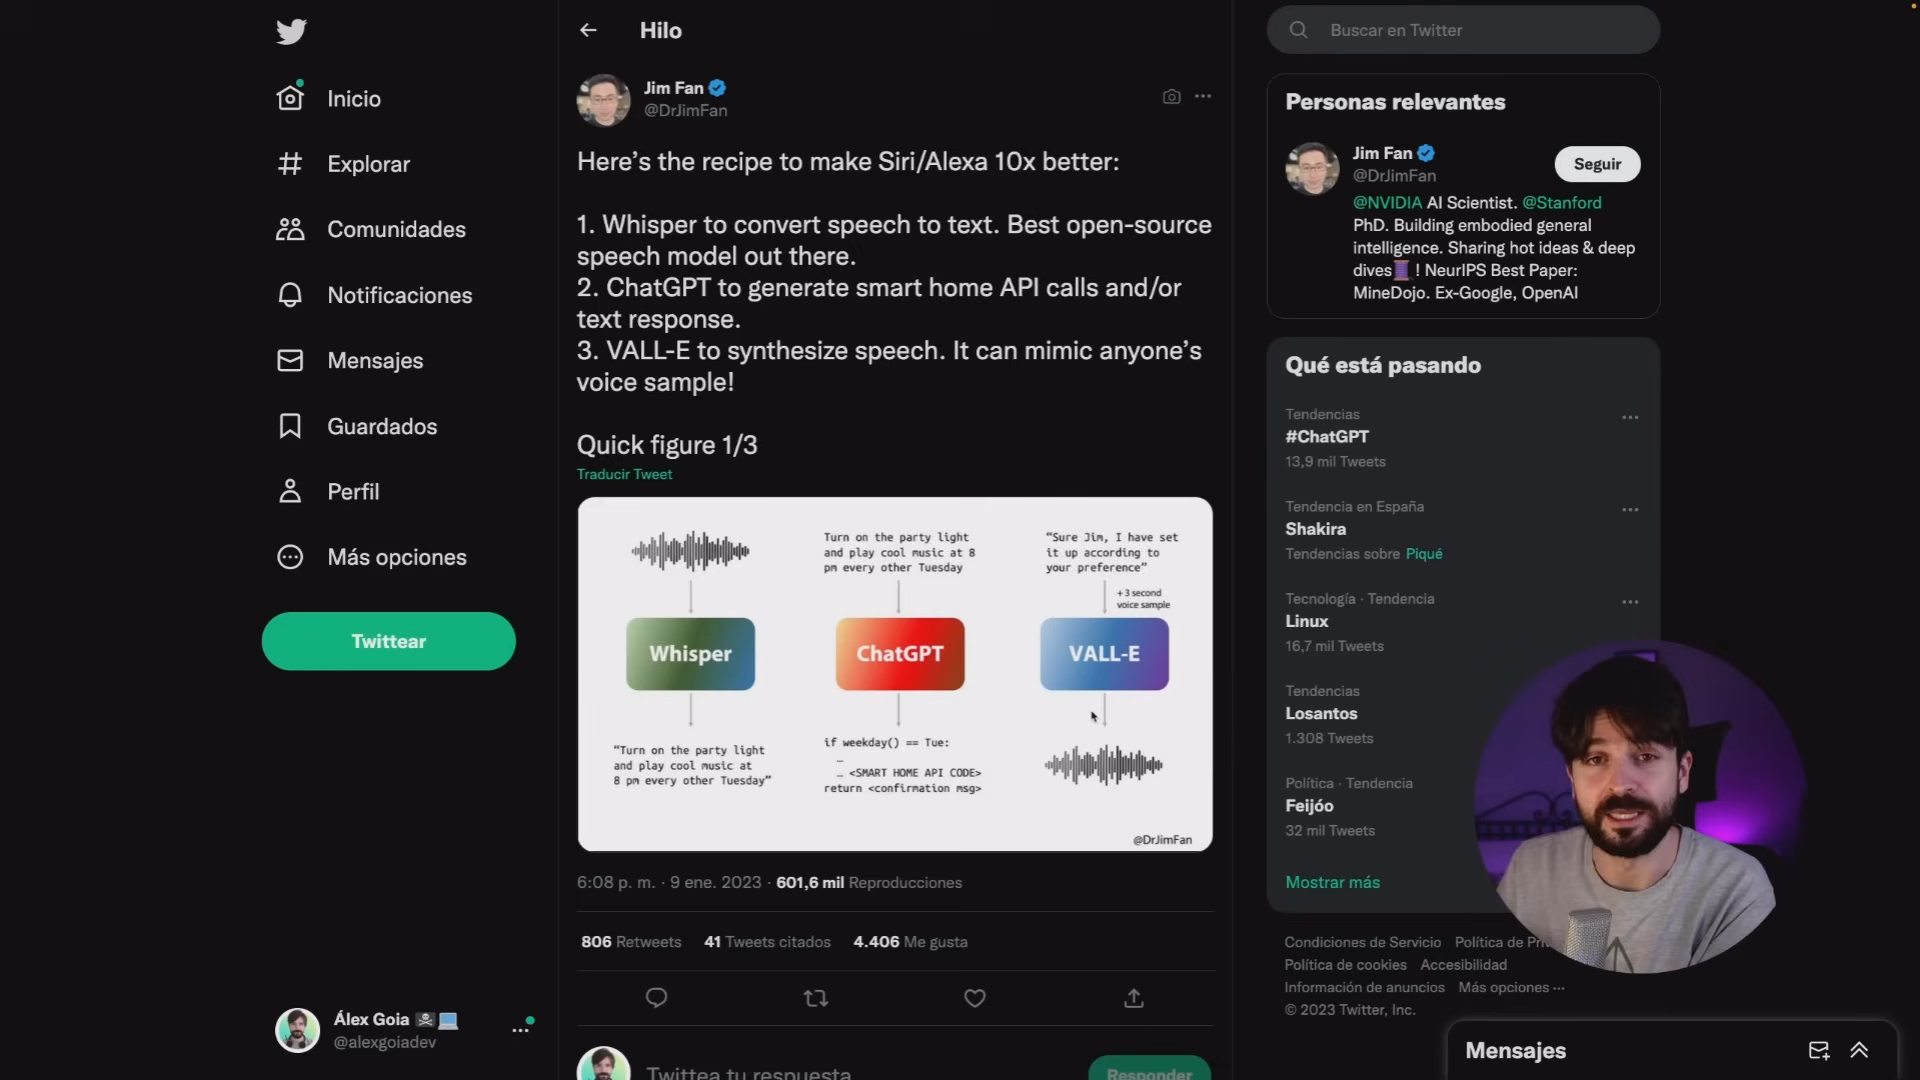 Inicio
Explorar
Comunidades
Notificaciones
Mensajes
Guardados
Perfil
Más opciones
Twittear
Álex Goia
@alexgoiadev
Hilo
Jim Fan
@DrJimFan
Here's the recipe to make Siri/Alexa 10x better:
1. Whisper to convert speech to text. Best open-source
speech model out there.
2. ChatGPT to generate smart home API calls and/or
text response.
3. VALL-E to synthesize speech. It can mimic anyone's
voice sample!
Quick figure 1/3
Traducir Tweet
Whisper
"Turn on the party light
and play cool music at
8 pm every other Tuesday"
Turn on the party light
and play cool music at 8
pm every other Tuesday
ChatGPT
if weekday() == Tue:
…
… <SMART HOME API CODE>
return <confirmation msg>
"Sure Jim, I have set
it up according to
your preference"
+ 3 second
voice sample
VALL-E
@DrJimFan
6:08 p. m. · 9 ene. 2023 · 601,6 mil Reproducciones
806 Retweets 41 Tweets citados 4.406 Me gusta
Twittea tu respuesta
Responder
Buscar en Twitter
Personas relevantes
Jim Fan
@DrJimFan
Seguir
@NVIDIA AI Scientist. @Stanford
PhD. Building embodied general
intelligence. Sharing hot ideas & deep
dives🧵 ! NeurIPS Best Paper:
MineDojo. Ex-Google, OpenAI
Qué está pasando
Tendencias
#ChatGPT
13,9 mil Tweets
Tendencia en España
Shakira
Tendencias sobre Piqué
Tecnología · Tendencia
Linux
16,7 mil Tweets
Tendencias
Losantos
1.308 Tweets
Política · Tendencia
Feijóo
32 mil Tweets
Mostrar más
Condiciones de Servicio Política de
Política de cookies Accesibilidad
Información de anuncios Más opciones ···
© 2023 Twitter, Inc.
Mensajes